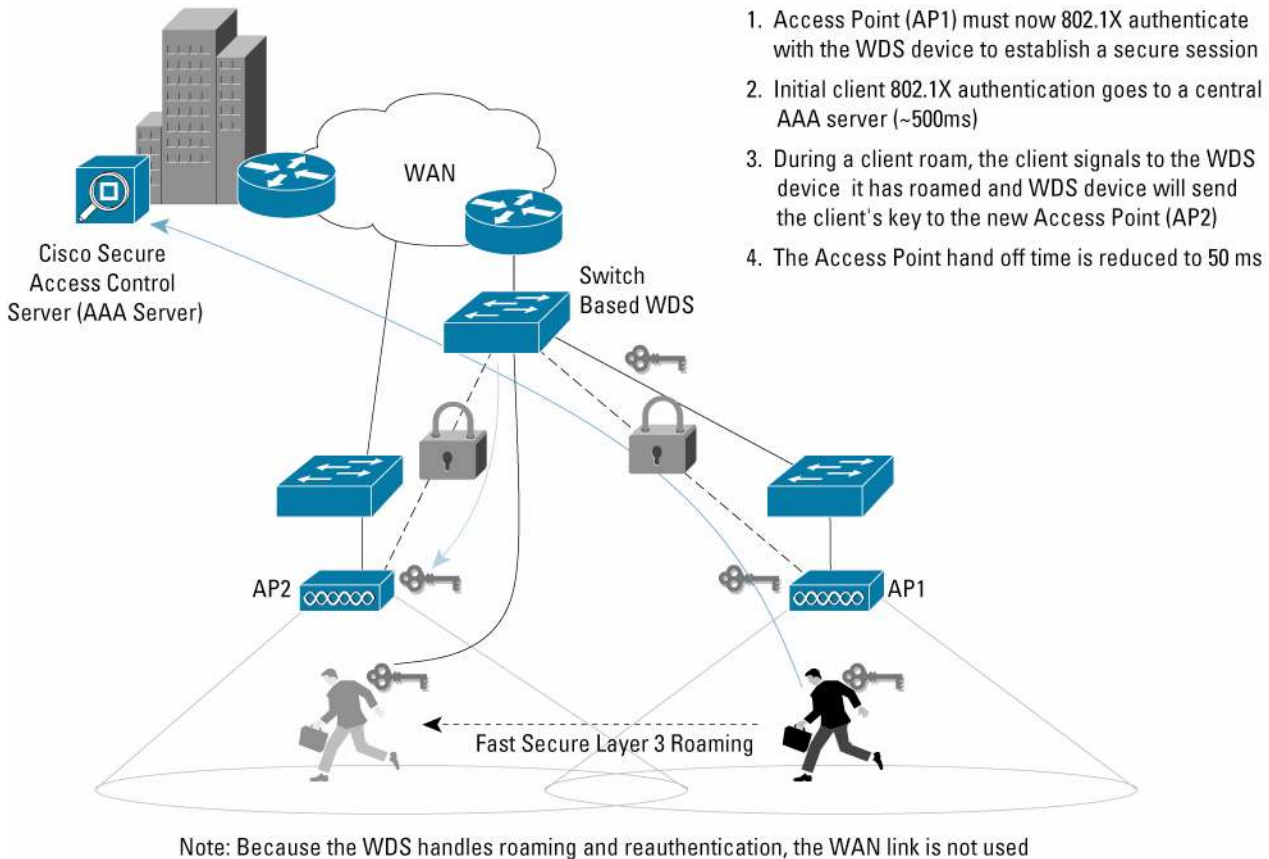 1. Access Point (AP1) must now 802.1X authenticate
with the WDS device to establish a secure session
2. Initial client 802.1X authentication goes to a central
AAA server (~500ms)
3. During a client roam, the client signals to the WDS
device it has roamed and WDS device will send
the client's key to the new Access Point (AP2)
4. The Access Point hand off time is reduced to 50 ms
WAN
Cisco Secure
Access Control
Server (AAA Server)
Switch
Based WDS
AP2
AP1
Fast Secure Layer 3 Roaming
Note: Because the WDS handles roaming and reauthentication, the WAN link is not used